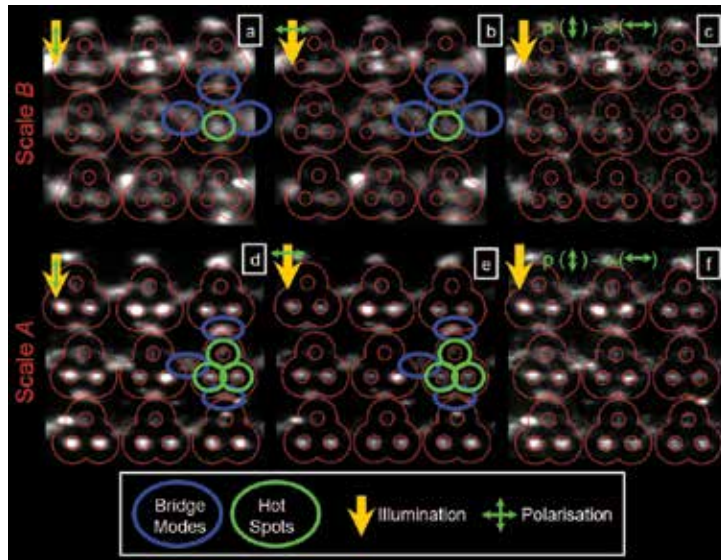 a
b
c
p (↕) – s (↔)
Scale B
d
e
f
p (↕) – s (↔)
Scale A
Bridge Modes
Hot Spots
Illumination
Polarisation